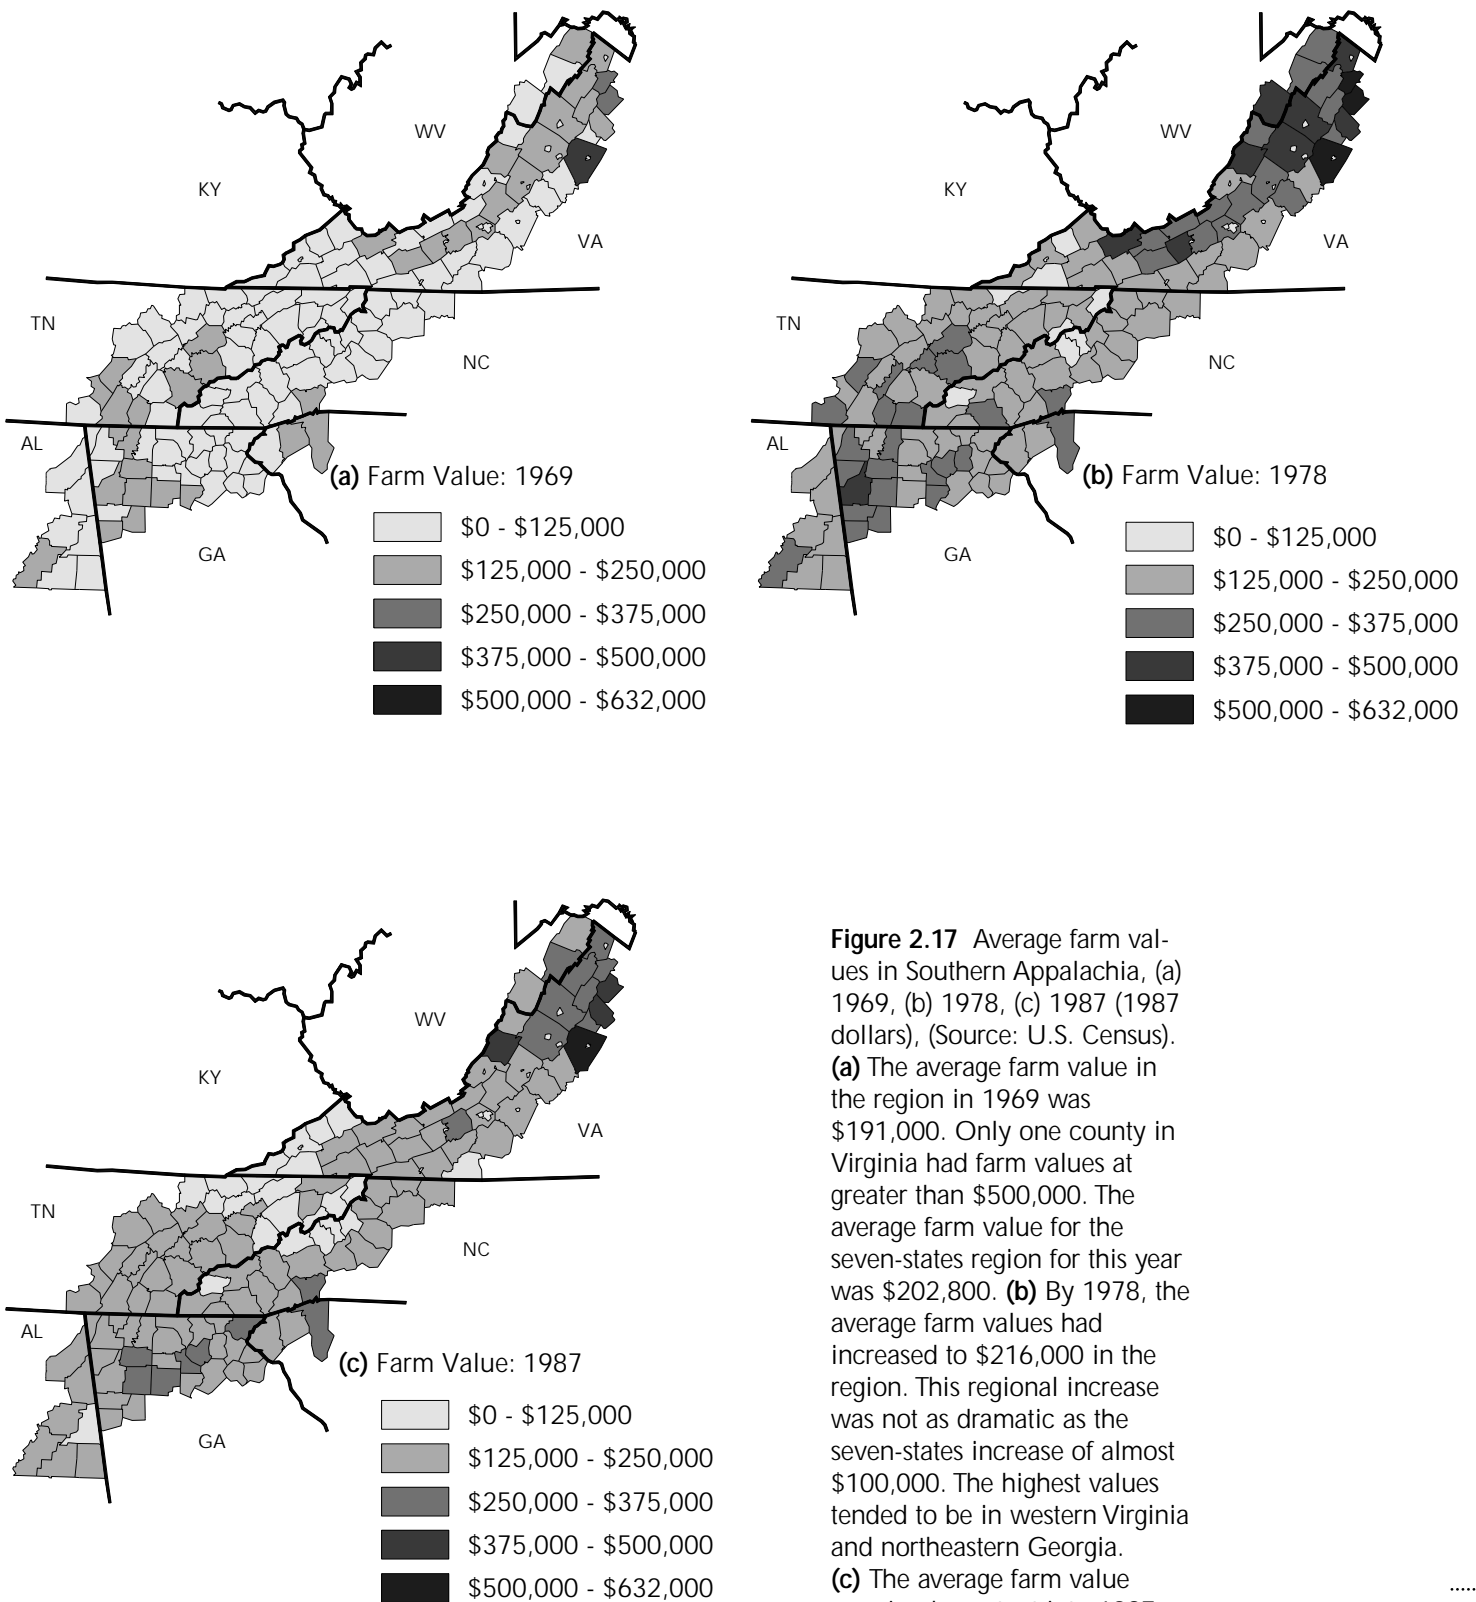 WV
KY
VA
TN
NC
AL
GA
(a) Farm Value: 1969
$0 - $125,000
$125,000 - $250,000
$250,000 - $375,000
$375,000 - $500,000
$500,000 - $632,000
WV
KY
VA
TN
NC
AL
GA
(b) Farm Value: 1978
$0 - $125,000
$125,000 - $250,000
$250,000 - $375,000
$375,000 - $500,000
$500,000 - $632,000
WV
KY
VA
TN
NC
AL
GA
(c) Farm Value: 1987
$0 - $125,000
$125,000 - $250,000
$250,000 - $375,000
$375,000 - $500,000
$500,000 - $632,000
Figure 2.17 Average farm val-
ues in Southern Appalachia, (a)
1969, (b) 1978, (c) 1987 (1987
dollars), (Source: U.S. Census).
(a) The average farm value in
the region in 1969 was
$191,000. Only one county in
Virginia had farm values at
greater than $500,000. The
average farm value for the
seven-states region for this year
was $202,800. (b) By 1978, the
average farm values had
increased to $216,000 in the
region. This regional increase
was not as dramatic as the
seven-states increase of almost
$100,000. The highest values
tended to be in western Virginia
and northeastern Georgia.
(c) The average farm value
.....